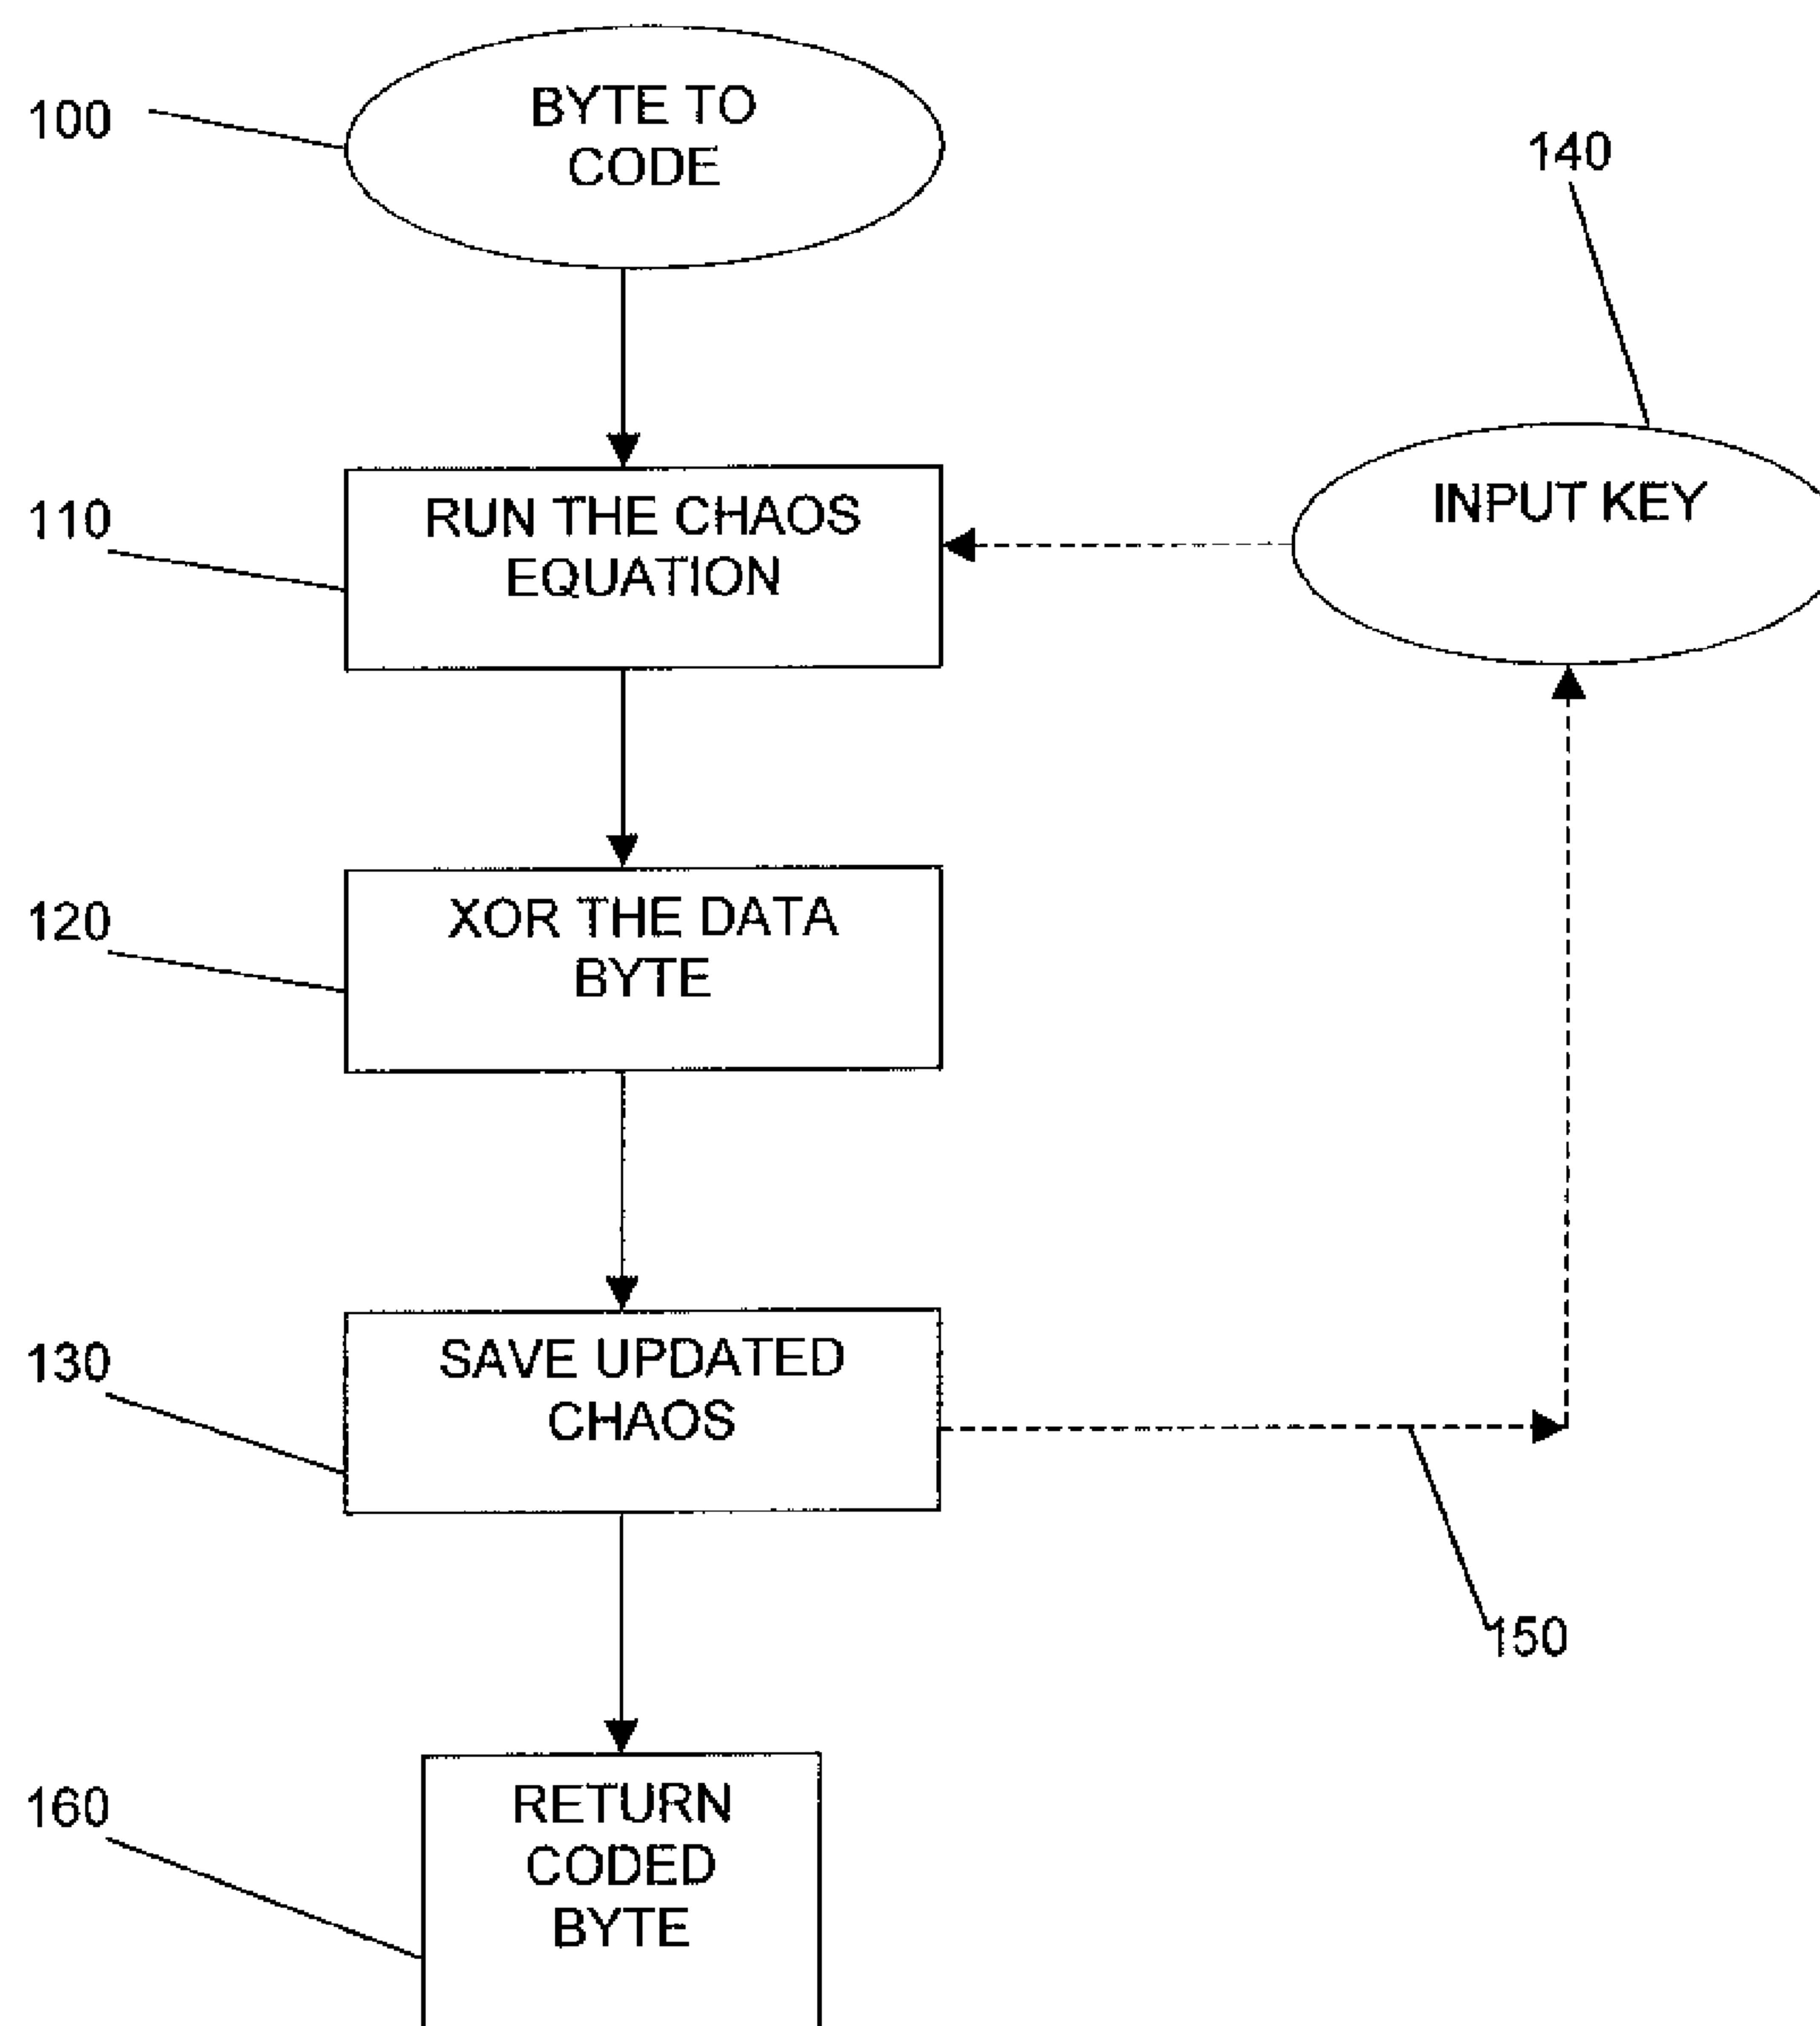 100
BYTE TO
CODE
140
110
RUN THE CHAOS
EQUATION
INPUT KEY
120
XOR THE DATA
BYTE
130
SAVE UPDATED
CHAOS
150
160
RETURN
CODED
BYTE